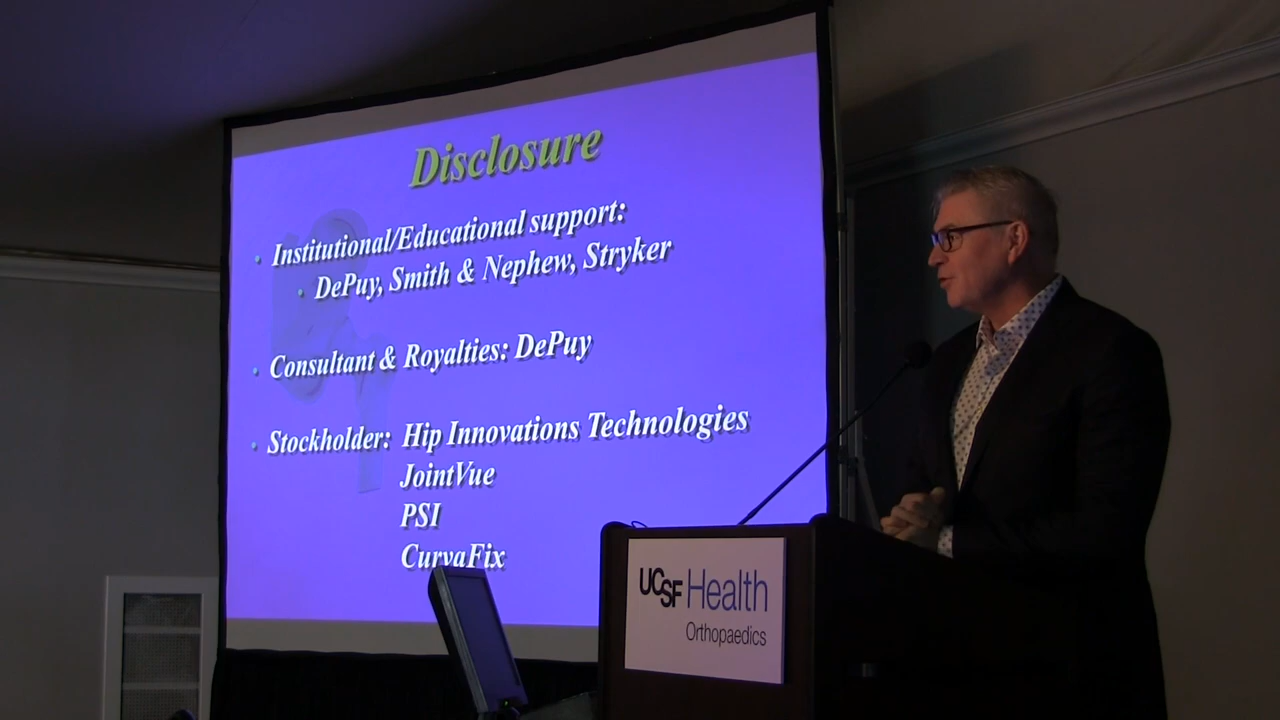 Disclosure
• Institutional/Educational support:
• DePuy, Smith & Nephew, Stryker
• Consultant & Royalties: DePuy
• Stockholder: Hip Innovations Technologies
JointVue
PSI
CurvaFix
UCSF Health
Orthopaedics